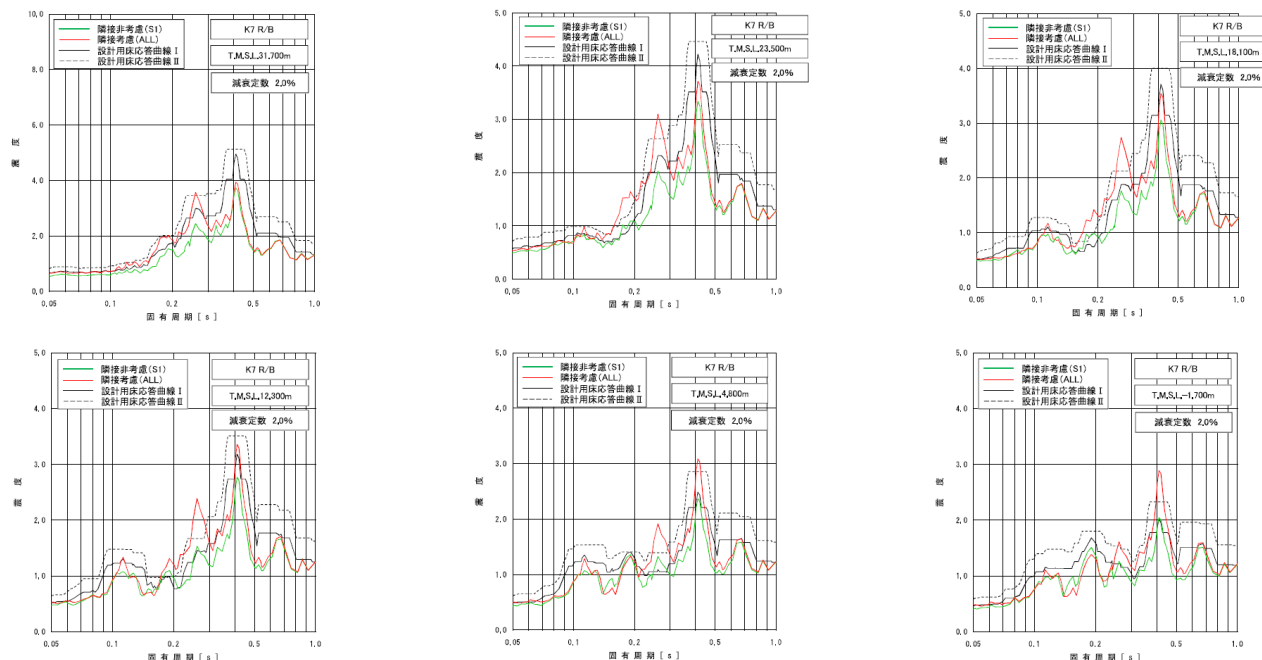 隣接非考慮(S1)
隣接考慮(ALL)
設計用床応答曲線Ⅰ
設計用床応答曲線Ⅱ
K7 R/B
T.M.S.L.31.700m
減衰定数 2.0%
震度
10.0
8.0
6.0
4.0
2.0
0.0
0.05
0.1
0.2
0.5
1.0
固有周期[s]
隣接非考慮(S1)
隣接考慮(ALL)
設計用床応答曲線Ⅰ
設計用床応答曲線Ⅱ
K7 R/B
T.M.S.L.23.500m
減衰定数 2.0%
震度
5.0
4.0
3.0
2.0
1.0
0.0
0.05
0.1
0.2
0.5
1.0
固有周期[s]
隣接非考慮(S1)
隣接考慮(ALL)
設計用床応答曲線Ⅰ
設計用床応答曲線Ⅱ
K7 R/B
T.M.S.L.18.100m
減衰定数 2.0%
震度
5.0
4.0
3.0
2.0
1.0
0.0
0.05
0.1
0.2
0.5
1.0
固有周期[s]
隣接非考慮(S1)
隣接考慮(ALL)
設計用床応答曲線Ⅰ
設計用床応答曲線Ⅱ
K7 R/B
T.M.S.L.12.300m
減衰定数 2.0%
震度
5.0
4.0
3.0
2.0
1.0
0.0
0.05
0.1
0.2
0.5
1.0
固有周期[s]
隣接非考慮(S1)
隣接考慮(ALL)
設計用床応答曲線Ⅰ
設計用床応答曲線Ⅱ
K7 R/B
T.M.S.L.4.800m
減衰定数 2.0%
震度
5.0
4.0
3.0
2.0
1.0
0.0
0.05
0.1
0.2
0.5
1.0
固有周期[s]
隣接非考慮(S1)
隣接考慮(ALL)
設計用床応答曲線Ⅰ
設計用床応答曲線Ⅱ
K7 R/B
T.M.S.L.-1.700m
減衰定数 2.0%
震度
5.0
4.0
3.0
2.0
1.0
0.0
0.05
0.1
0.2
0.5
1.0
固有周期[s]